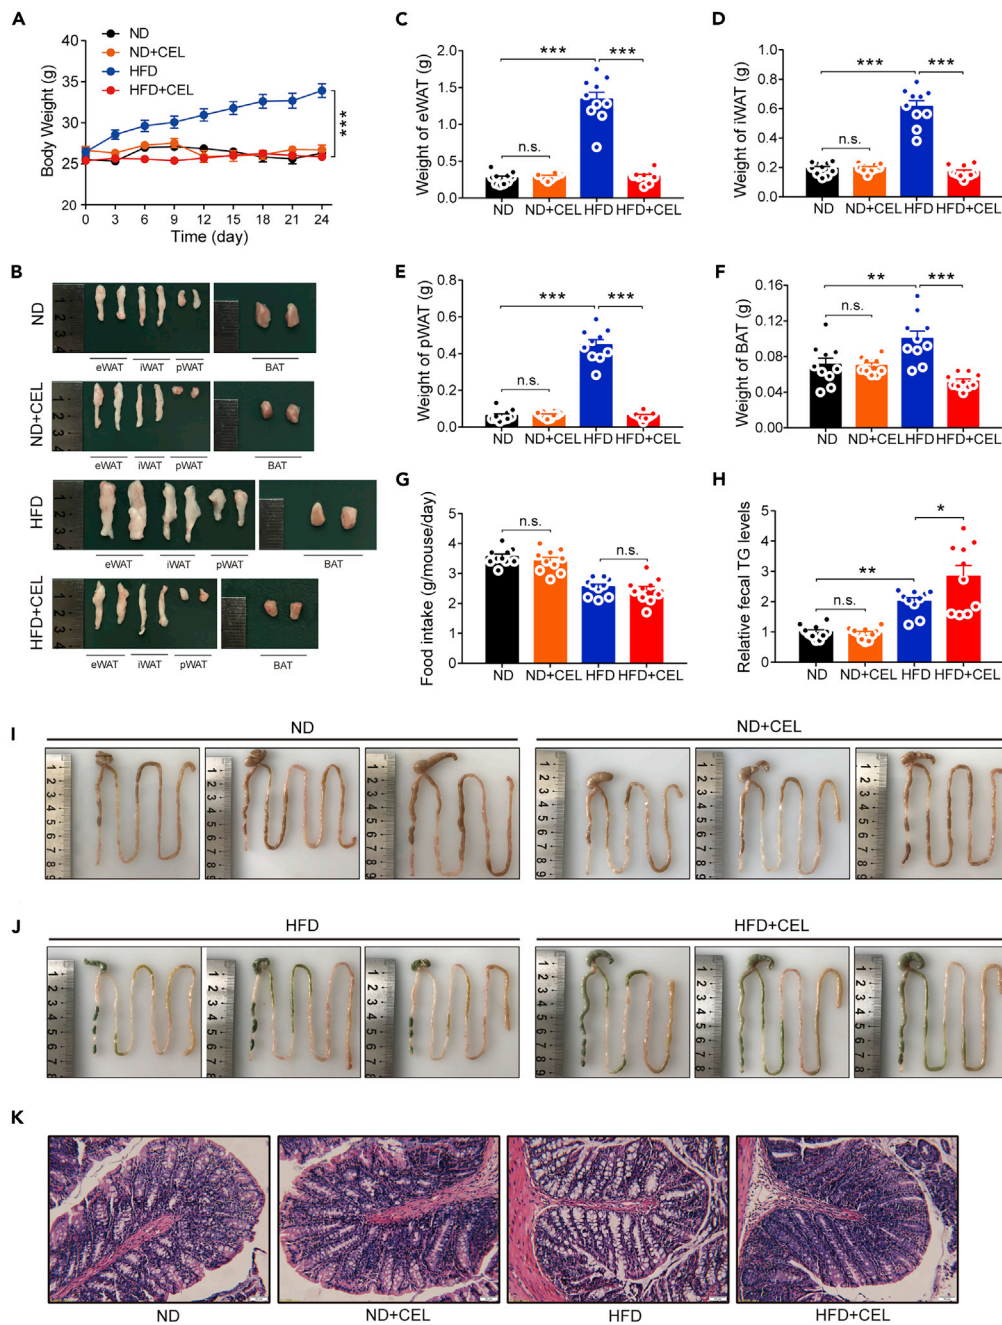 A
ND
ND+CEL
HFD
HFD+CEL
Body Weight (g)
40
35
30
25
20
0 3 6 9 12 15 18 21 24
Time (day)
***
B
ND
eWAT iWAT pWAT BAT
ND+CEL
eWAT iWAT pWAT BAT
HFD
eWAT iWAT pWAT BAT
HFD+CEL
eWAT iWAT pWAT BAT
C
Weight of eWAT (g)
2.0
1.5
1.0
0.5
0.0
*** ***
n.s.
ND ND+CEL HFD HFD+CEL
D
Weight of iWAT (g)
1.0
0.8
0.6
0.4
0.2
0.0
*** ***
n.s.
ND ND+CEL HFD HFD+CEL
E
Weight of pWAT (g)
0.8
0.6
0.4
0.2
0.0
*** ***
n.s.
ND ND+CEL HFD HFD+CEL
F
Weight of BAT (g)
0.16
0.12
0.08
0.04
0.00
** ***
n.s.
ND ND+CEL HFD HFD+CEL
G
Food intake (g/mouse/day)
5
4
3
2
1
0
n.s. n.s.
ND ND+CEL HFD HFD+CEL
H
Relative fecal TG levels
5
4
3
2
1
0
*
**
n.s.
ND ND+CEL HFD HFD+CEL
I
ND ND+CEL
J
HFD HFD+CEL
K
ND ND+CEL HFD HFD+CEL